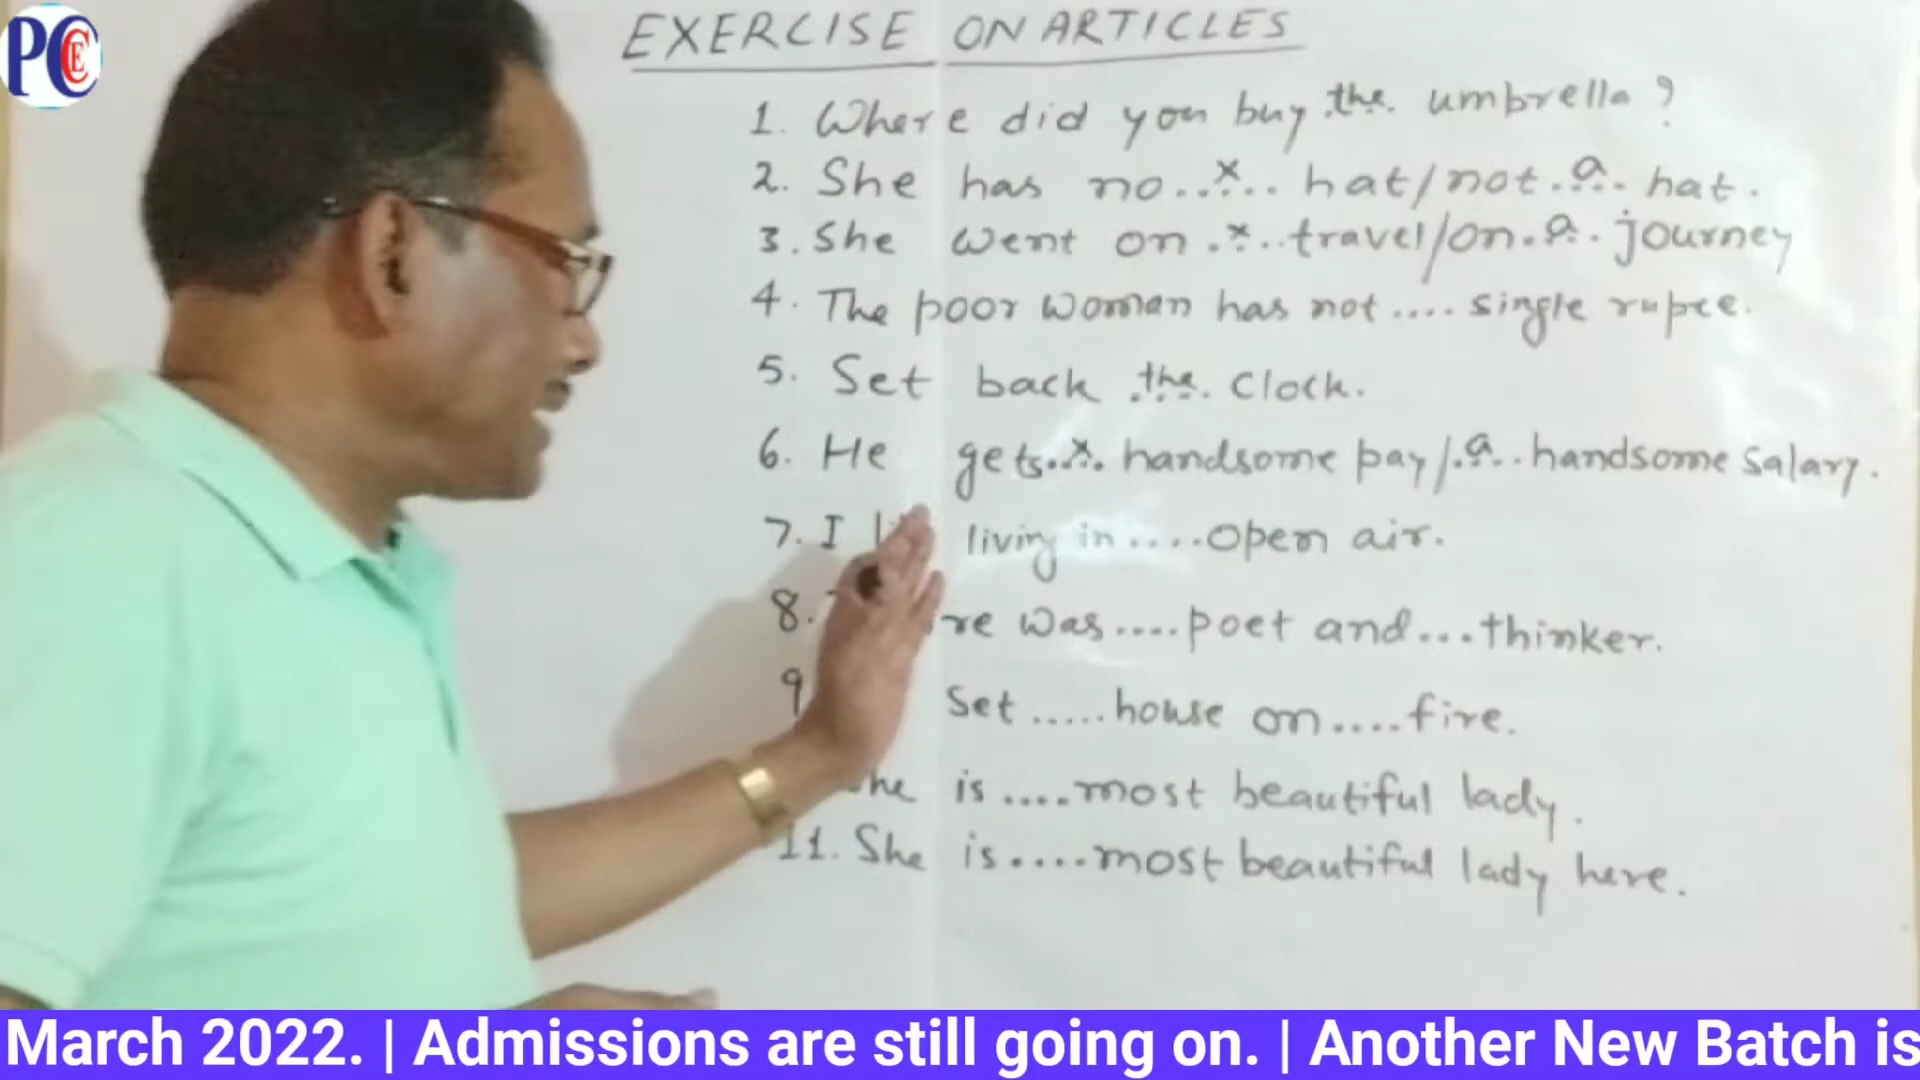 PCEC
EXERCISE ON ARTICLES
1. Where did you buy .the. umbrella ?
2. She has no..x.. hat/not.a.. hat.
3. She went on .x..travel/on.a.. journey
4. The poor woman has not .... single rupee.
5. Set back .the. clock.
6. He gets..x. handsome pay/.a.. handsome salary.
7. I living in....open air.
8. was....poet and...thinker.
9 Set .....house on....fire.
is ....most beautiful lady.
11. She is....most beautiful lady here.
March 2022. | Admissions are still going on. | Another New Batch is